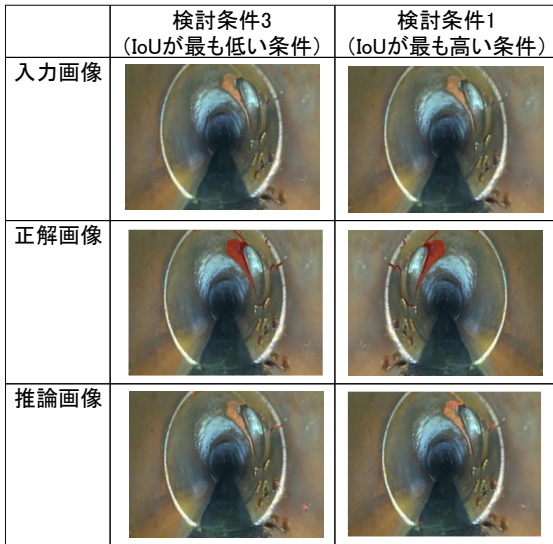 検討条件3
(IoUが最も低い条件)
検討条件1
(IoUが最も高い条件)
入力画像
正解画像
推論画像